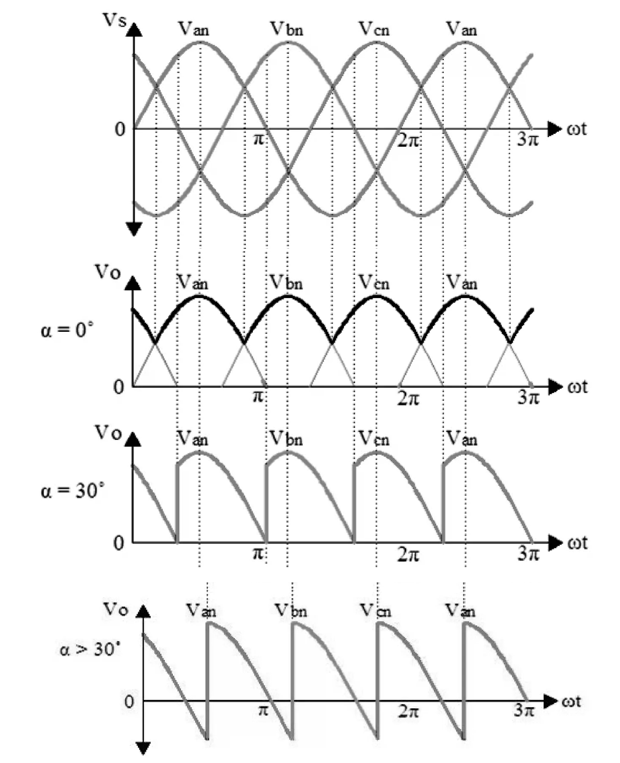 Vs
Van Vbn Vcn Van
0 π 2π 3π ωt
Vo
Van Vbn Vcn Van
α = 0°
0 π 2π 3π ωt
Vo
Van Vbn Vcn Van
α = 30°
0 π 2π 3π ωt
Vo
Van Vbn Vcn Van
α > 30°
0 π 2π 3π ωt